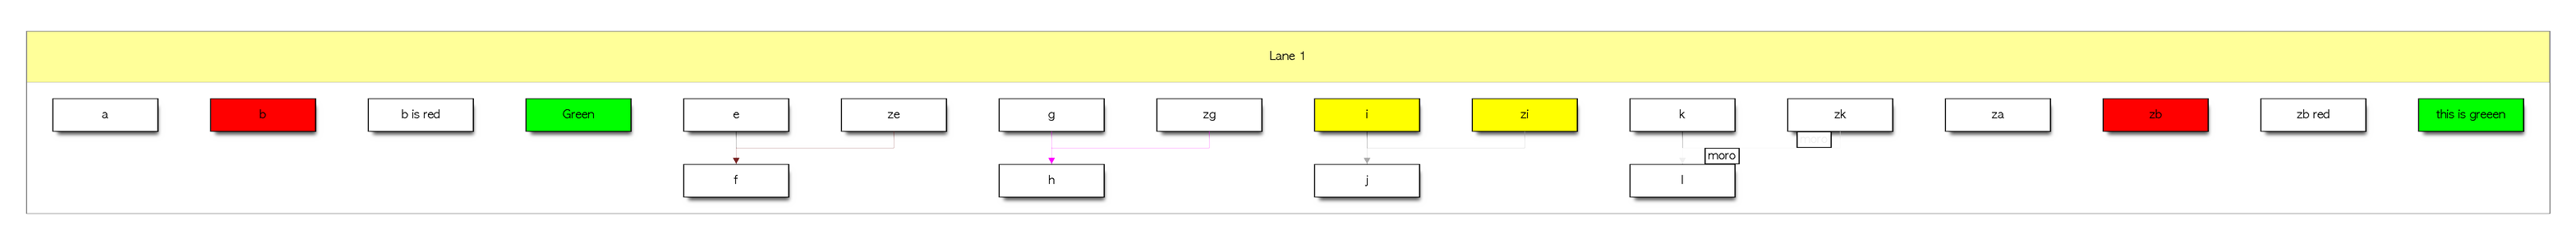 Lane 1
a
b
b is red
Green
e
ze
g
zg
i
zi
k
zk
za
zb
zb red
this is greeen
moro
f
h
j
l